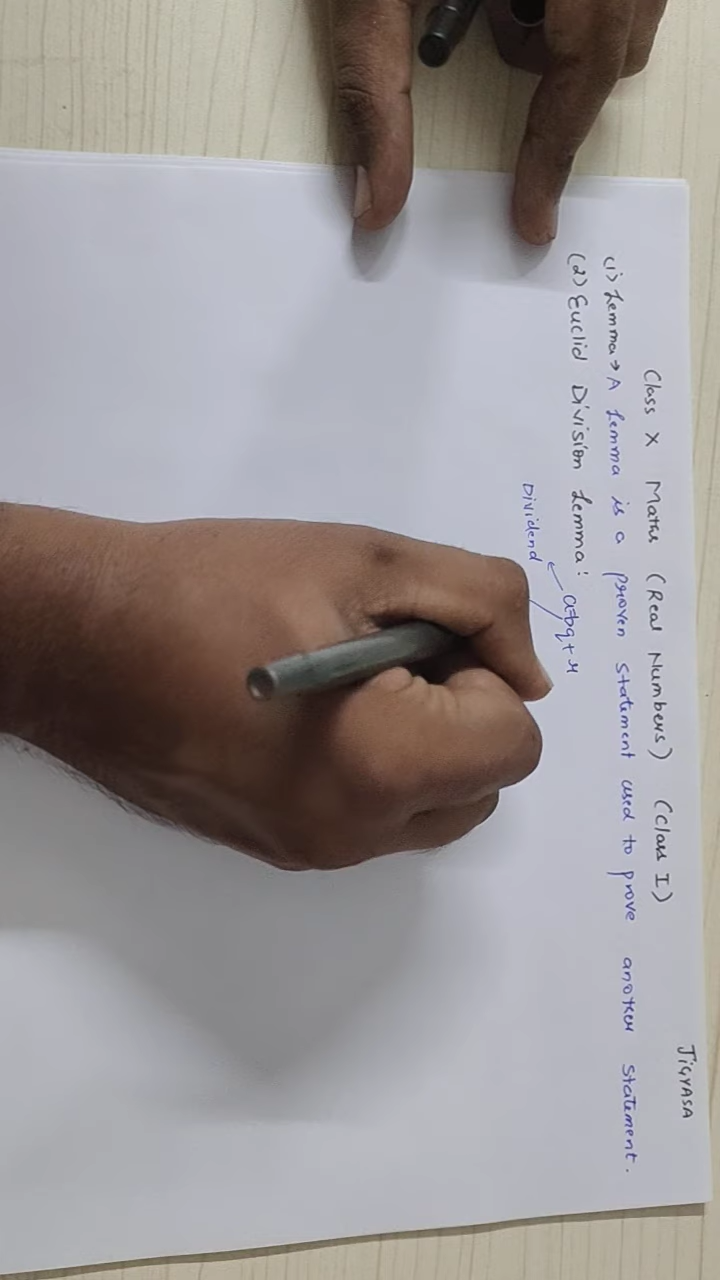 JIGYASA
Class X Maths (Real Numbers) (Class I)
(1) Lemma → A Lemma is a proven statement used to prove another statement.
(2) Euclid Division Lemma:
a=bq+r
Dividend